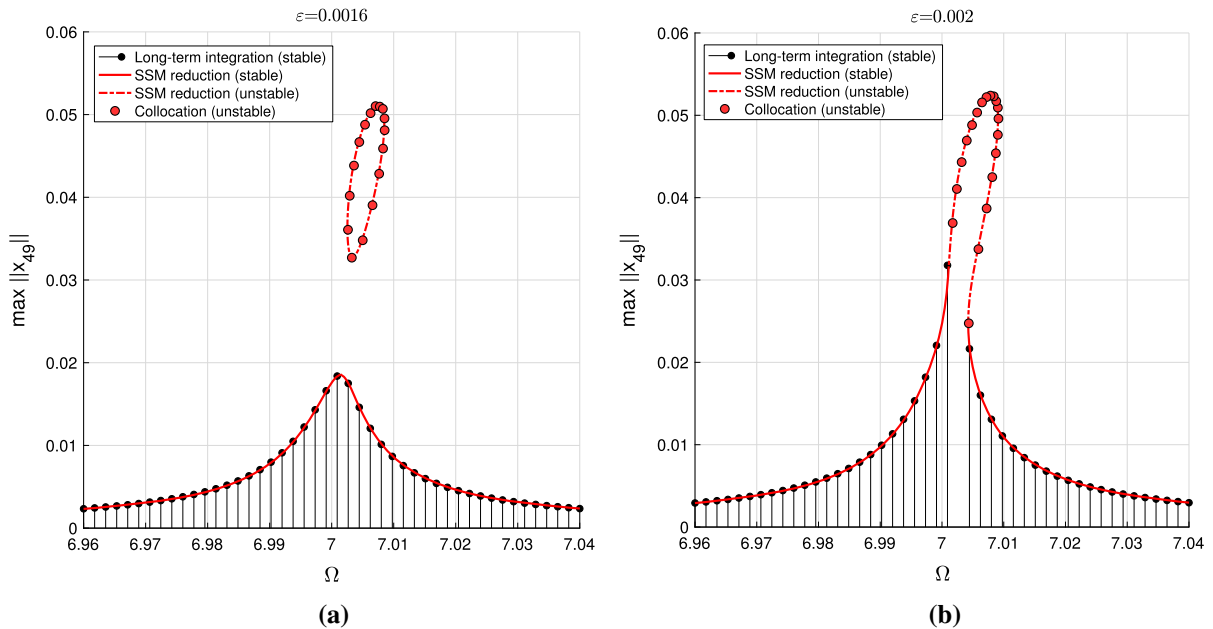 ε=0.0016
0.06
0.05
0.04
0.03
0.02
0.01
0
max ||x49||
Long-term integration (stable)
SSM reduction (stable)
SSM reduction (unstable)
Collocation (unstable)
6.96 6.97 6.98 6.99 7 7.01 7.02 7.03 7.04
Ω
(a)
ε=0.002
0.06
0.05
0.04
0.03
0.02
0.01
0
max ||x49||
Long-term integration (stable)
SSM reduction (stable)
SSM reduction (unstable)
Collocation (unstable)
6.96 6.97 6.98 6.99 7 7.01 7.02 7.03 7.04
Ω
(b)